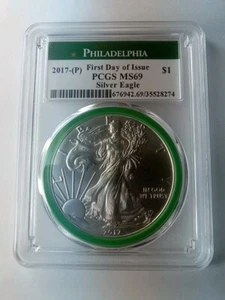 PHILADELPHIA
2017-(P) First Day of Issue $1
PCGS MS69
Silver Eagle
676942.69/35528274
IN GOD
WE TRUST
2017